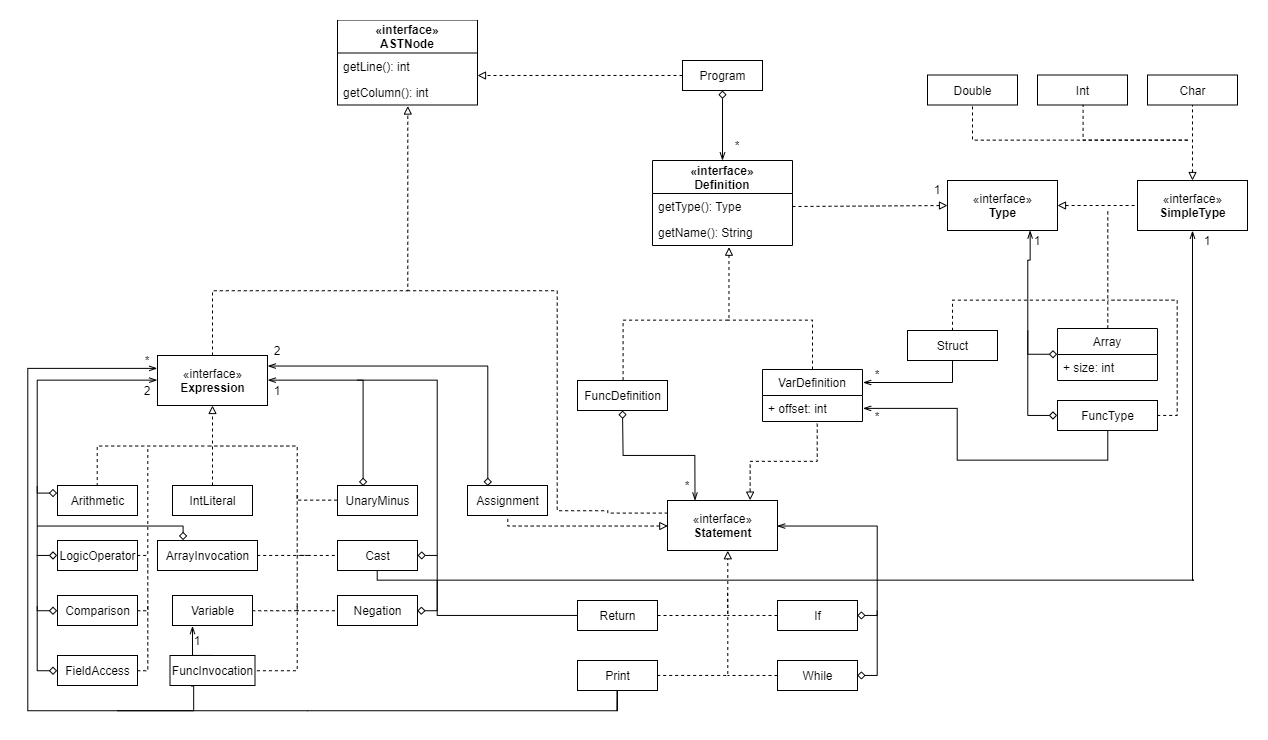 «interface»
ASTNode
getLine(): int
getColumn(): int
Program
Double
Int
Char
*
«interface»
Definition
getType(): Type
getName(): String
1
«interface»
Type
«interface»
SimpleType
1
1
Struct
Array
+ size: int
*
«interface»
Expression
2
2
1
FuncDefinition
VarDefinition
+ offset: int
*
*
FuncType
Arithmetic
IntLiteral
UnaryMinus
Assignment
*
«interface»
Statement
LogicOperator
ArrayInvocation
Cast
Comparison
Variable
Negation
Return
If
1
FieldAccess
FuncInvocation
Print
While